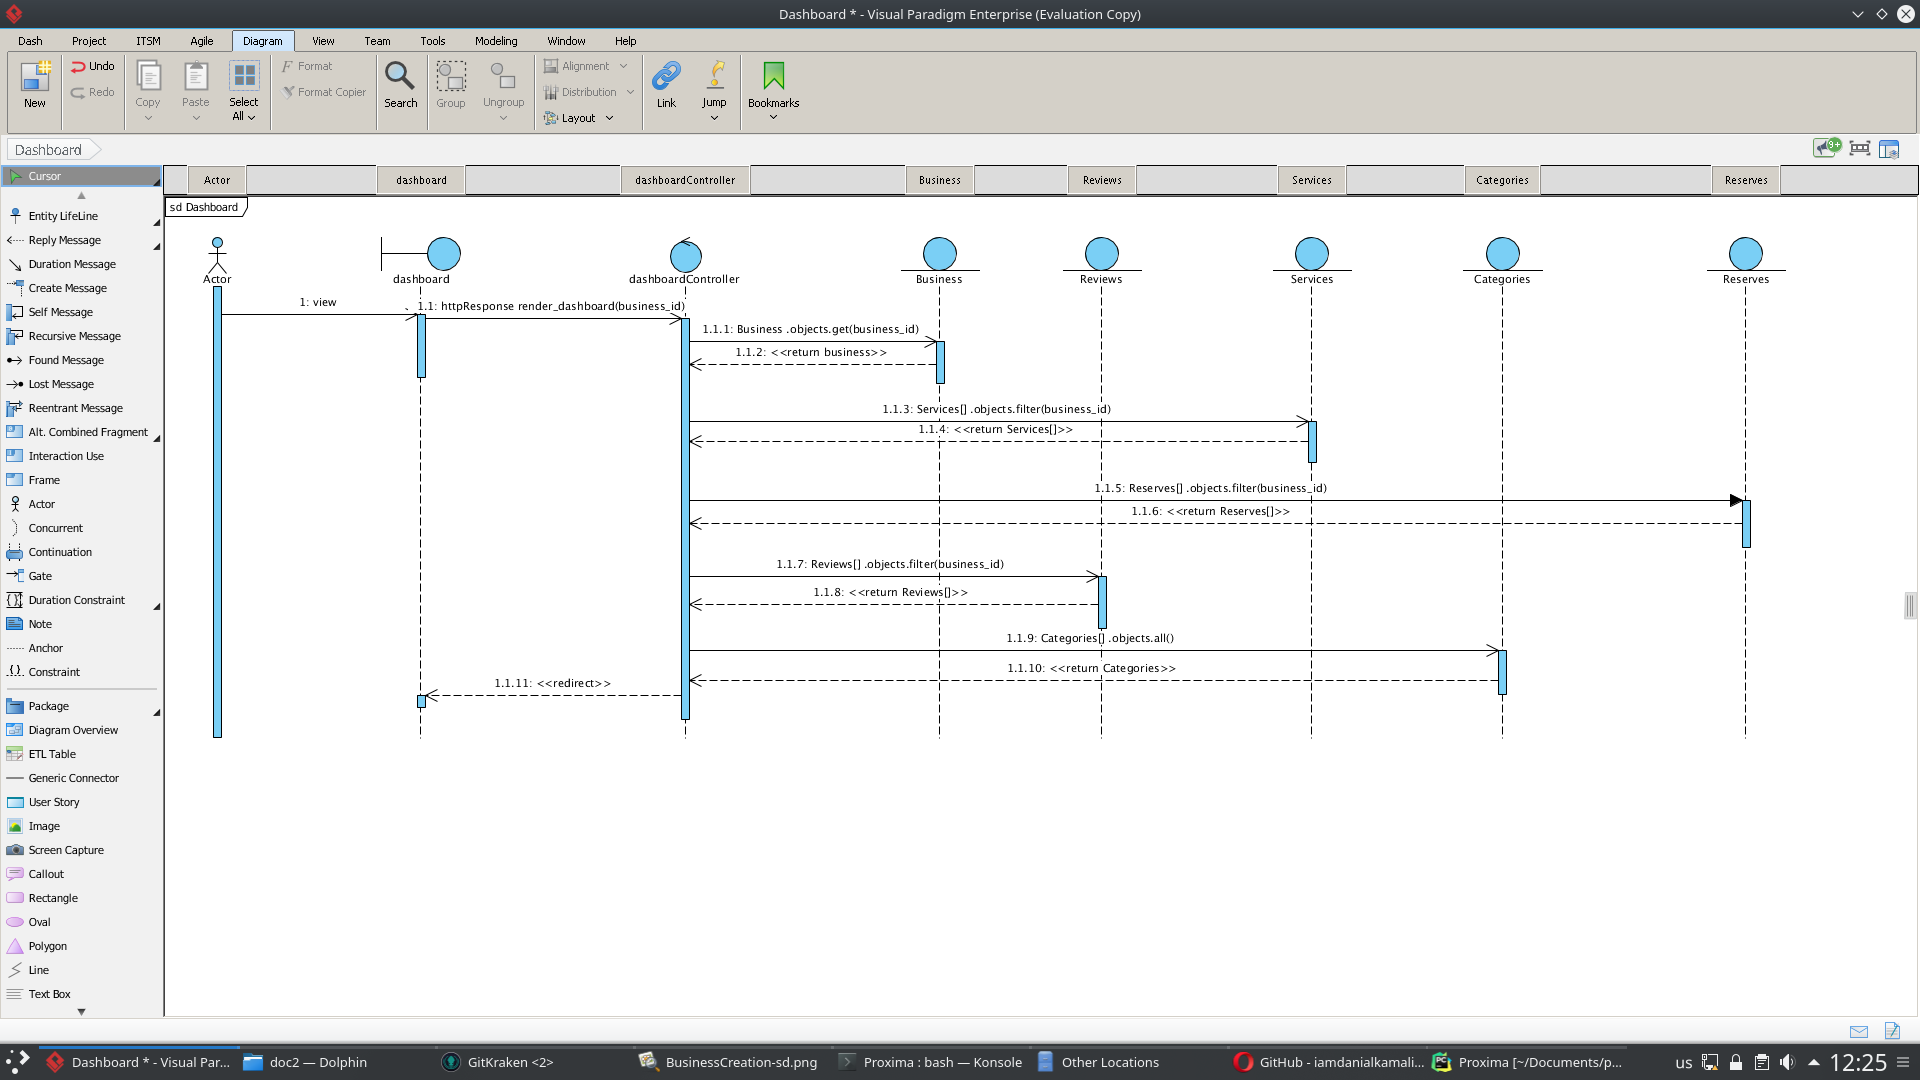 Dashboard * - Visual Paradigm Enterprise (Evaluation Copy)
Dash Project ITSM Agile Diagram View Team Tools Modeling Window Help
New
Undo
Redo
Copy
Paste
Select All
Format
Format Copier
Search
Group
Ungroup
Alignment
Distribution
Layout
Link
Jump
Bookmarks
Dashboard
9+
Cursor
Entity LifeLine
Reply Message
Duration Message
Create Message
Self Message
Recursive Message
Found Message
Lost Message
Reentrant Message
Alt. Combined Fragment
Interaction Use
Frame
Actor
Concurrent
Continuation
Gate
Duration Constraint
Note
Anchor
Constraint
Package
Diagram Overview
ETL Table
Generic Connector
User Story
Image
Screen Capture
Callout
Rectangle
Oval
Polygon
Line
Text Box
Actor dashboard dashboardController Business Reviews Services Categories Reserves
sd Dashboard
Actor dashboard dashboardController Business Reviews Services Categories Reserves
1: view
1.1: httpResponse render_dashboard(business_id)
1.1.1: Business .objects.get(business_id)
1.1.2: <<return business>>
1.1.3: Services[] .objects.filter(business_id)
1.1.4: <<return Services[]>>
1.1.5: Reserves[] .objects.filter(business_id)
1.1.6: <<return Reserves[]>>
1.1.7: Reviews[] .objects.filter(business_id)
1.1.8: <<return Reviews[]>>
1.1.9: Categories[] .objects.all()
1.1.10: <<return Categories>>
1.1.11: <<redirect>>
Dashboard * - Visual Par... doc2 — Dolphin GitKraken <2> BusinessCreation-sd.png Proxima : bash — Konsole Other Locations GitHub - iamdanialkamali... Proxima [~/Documents/p... us 12:25